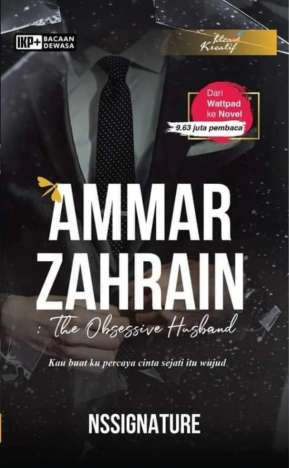 IKP+ BACAAN DEWASA
Ideaa Kreatif
Dari
Wattpad
ke Novel
9.63 juta pembaca
AMMAR
ZAHRAIN
: The Obsessive Husband
Kau buat ku percaya cinta sejati itu wujud.
NSSIGNATURE